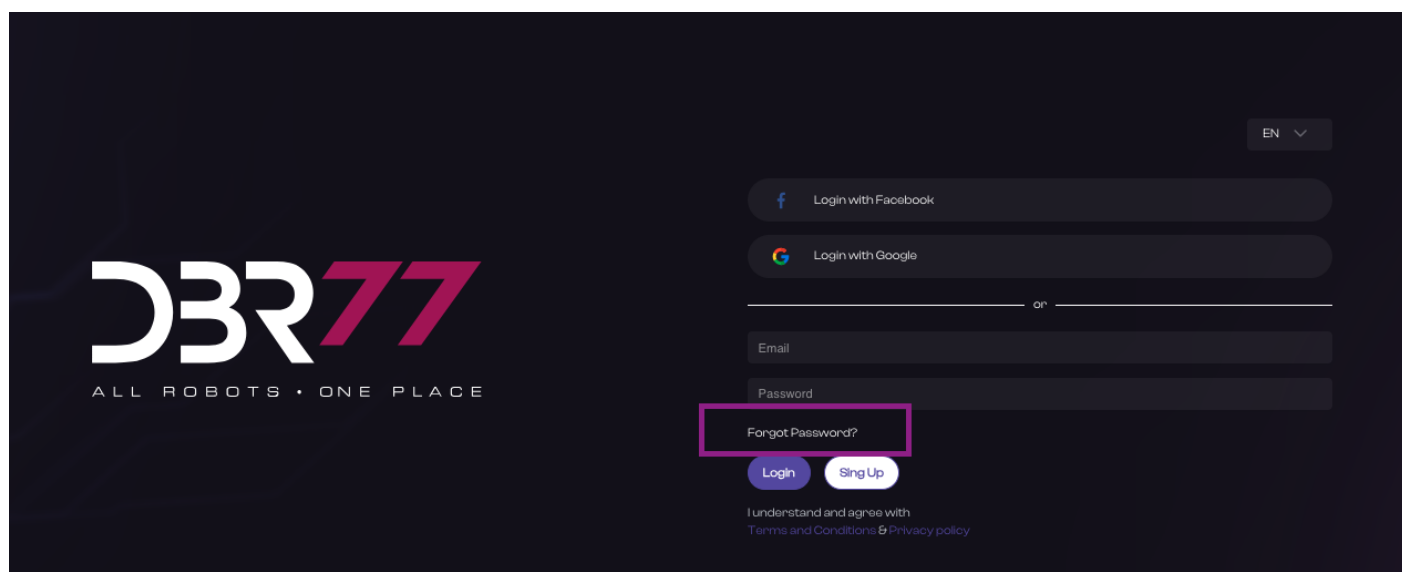 EN
Login with Facebook
Login with Google
or
DBR77
ALL ROBOTS • ONE PLACE
Email
Password
Forgot Password?
Login
Sing Up
I understand and agree with
Terms and Conditions & Privacy policy